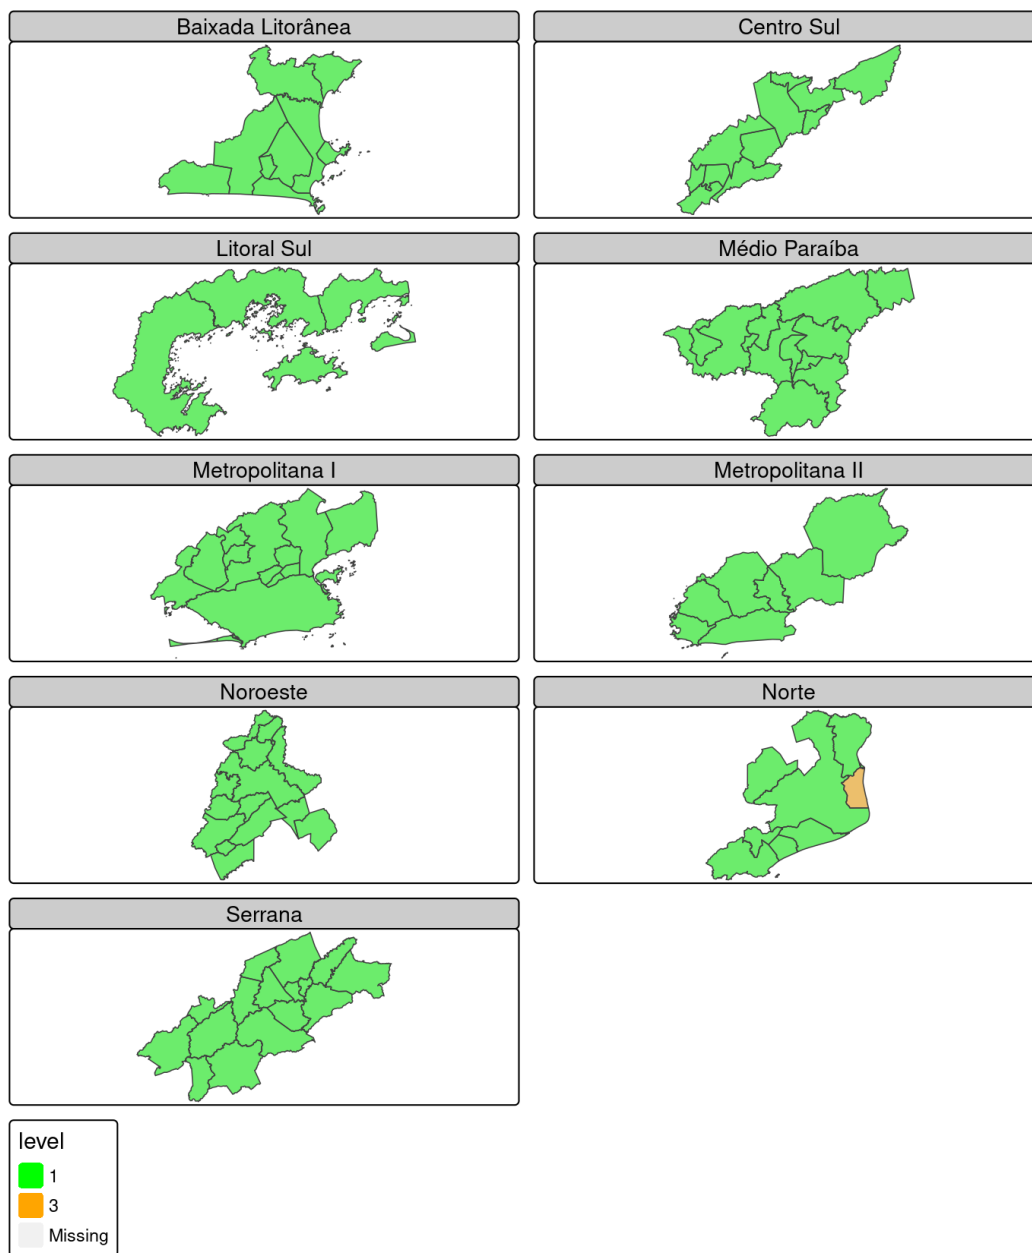 Baixada Litorânea
Centro Sul
Litoral Sul
Médio Paraíba
Metropolitana I
Metropolitana II
Noroeste
Norte
Serrana
level
1
3
Missing